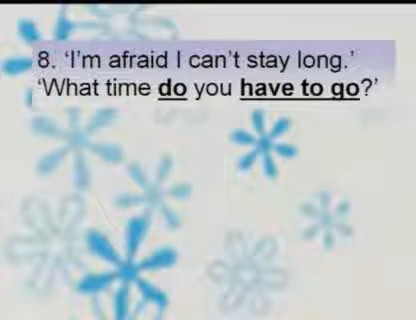 8. ‘I’m afraid I can’t stay long.’
‘What time do you have to go?’